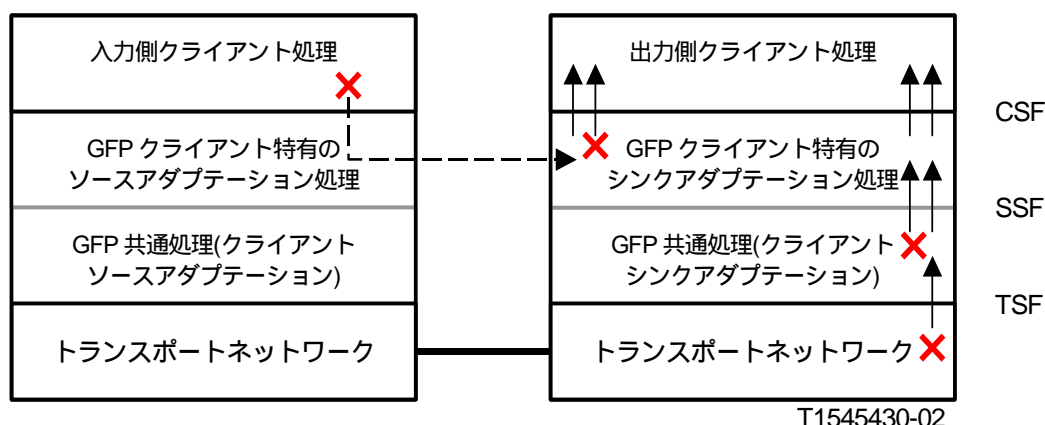 入力側クライアント処理
出力側クライアント処理
CSF
GFP クライアント特有の
ソースアダプテーション処理
GFP クライアント特有の
シンクアダプテーション処理
SSF
GFP 共通処理(クライアント
ソースアダプテーション)
GFP 共通処理(クライアント
シンクアダプテーション)
TSF
トランスポートネットワーク
トランスポートネットワーク
T1545430-02